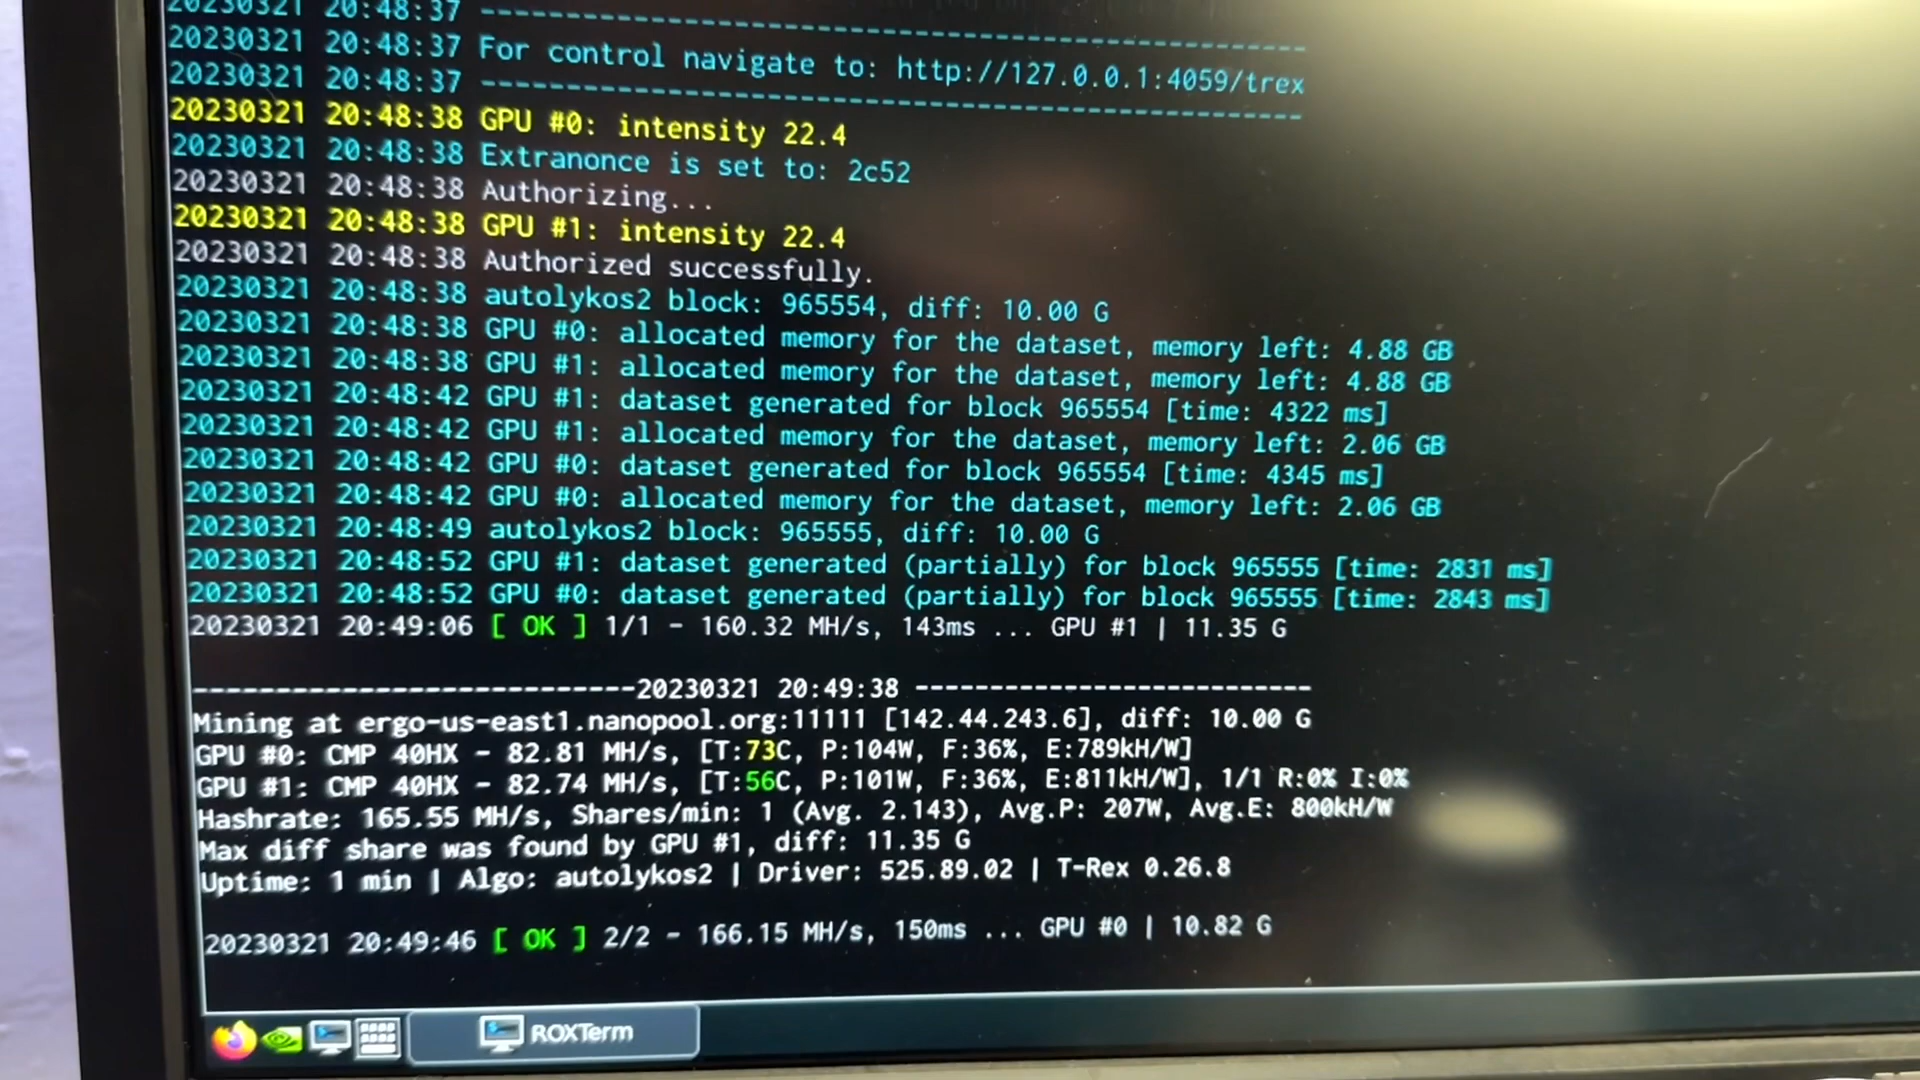 20230321 20:48:37 ------------------------------------------------------------
20230321 20:48:37 For control navigate to: http://127.0.0.1:4059/trex
20230321 20:48:37 ------------------------------------------------------------
20230321 20:48:38 GPU #0: intensity 22.4
20230321 20:48:38 Extranonce is set to: 2c52
20230321 20:48:38 Authorizing...
20230321 20:48:38 GPU #1: intensity 22.4
20230321 20:48:38 Authorized successfully.
20230321 20:48:38 autolykos2 block: 965554, diff: 10.00 G
20230321 20:48:38 GPU #0: allocated memory for the dataset, memory left: 4.88 GB
20230321 20:48:38 GPU #1: allocated memory for the dataset, memory left: 4.88 GB
20230321 20:48:42 GPU #1: dataset generated for block 965554 [time: 4322 ms]
20230321 20:48:42 GPU #1: allocated memory for the dataset, memory left: 2.06 GB
20230321 20:48:42 GPU #0: dataset generated for block 965554 [time: 4345 ms]
20230321 20:48:42 GPU #0: allocated memory for the dataset, memory left: 2.06 GB
20230321 20:48:49 autolykos2 block: 965555, diff: 10.00 G
20230321 20:48:52 GPU #1: dataset generated (partially) for block 965555 [time: 2831 ms]
20230321 20:48:52 GPU #0: dataset generated (partially) for block 965555 [time: 2843 ms]
20230321 20:49:06 [ OK ] 1/1 - 160.32 MH/s, 143ms ... GPU #1 | 11.35 G
-----------------------------20230321 20:49:38 --------------------------
Mining at ergo-us-east1.nanopool.org:11111 [142.44.243.6], diff: 10.00 G
GPU #0: CMP 40HX - 82.81 MH/s, [T:73C, P:104W, F:36%, E:789kH/W]
GPU #1: CMP 40HX - 82.74 MH/s, [T:56C, P:101W, F:36%, E:811kH/W], 1/1 R:0% I:0%
Hashrate: 165.55 MH/s, Shares/min: 1 (Avg. 2.143), Avg.P: 207W, Avg.E: 800kH/W
Max diff share was found by GPU #1, diff: 11.35 G
Uptime: 1 min | Algo: autolykos2 | Driver: 525.89.02 | T-Rex 0.26.8
20230321 20:49:46 [ OK ] 2/2 - 166.15 MH/s, 150ms ... GPU #0 | 10.82 G
ROXTerm